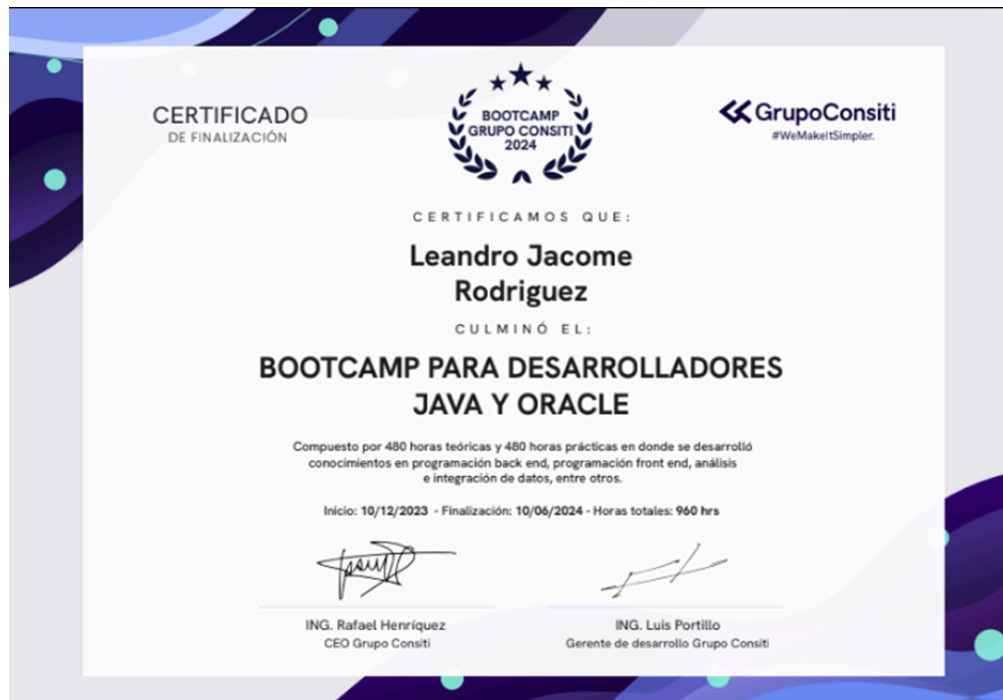 CERTIFICADO
DE FINALIZACIÓN
BOOTCAMP
GRUPO CONSITI
2024
GrupoConsiti
#WeMakeItSimpler.
CERTIFICAMOS QUE:
Leandro Jacome
Rodriguez
CULMINÓ EL:
BOOTCAMP PARA DESARROLLADORES
JAVA Y ORACLE
Compuesto por 480 horas teóricas y 480 horas prácticas en donde se desarrolló
conocimientos en programación back end, programación front end, análisis
e integración de datos, entre otros.
Inicio: 10/12/2023 - Finalización: 10/06/2024 - Horas totales: 960 hrs
ING. Rafael Henríquez
CEO Grupo Consiti
ING. Luis Portillo
Gerente de desarrollo Grupo Consiti